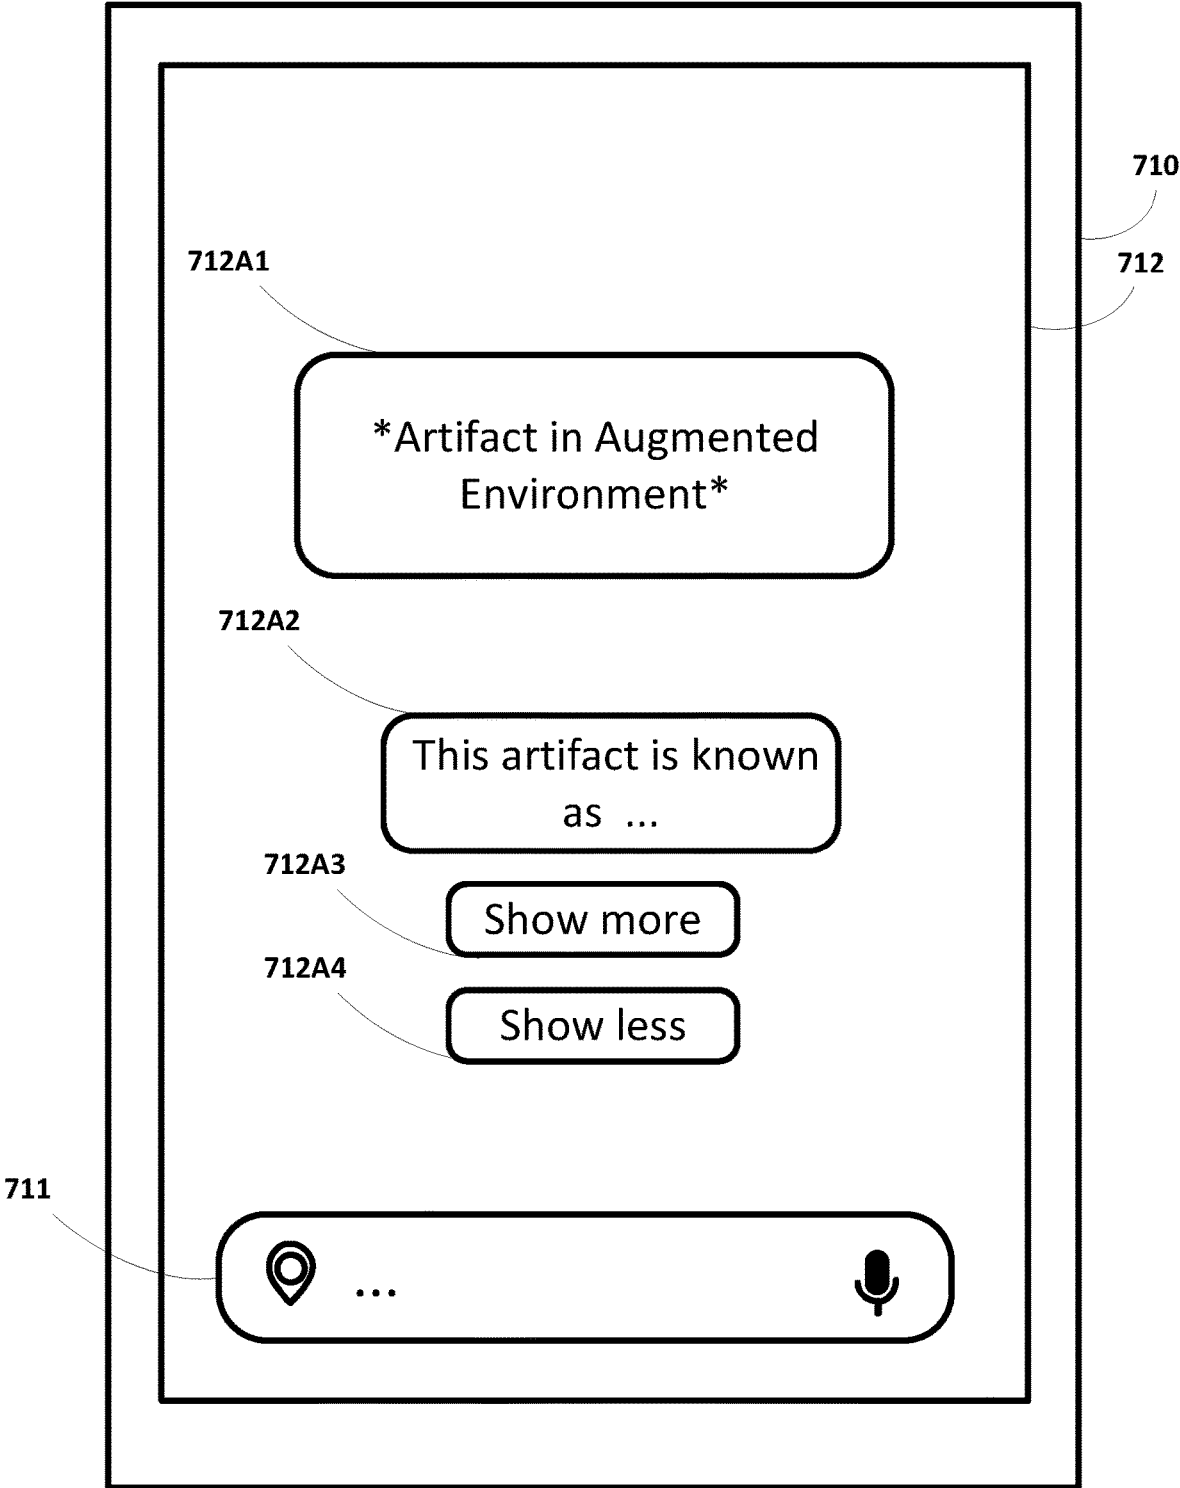 710
712A1
712
*Artifact in Augmented
Environment*
712A2
This artifact is known
as ...
712A3
Show more
712A4
Show less
711
...